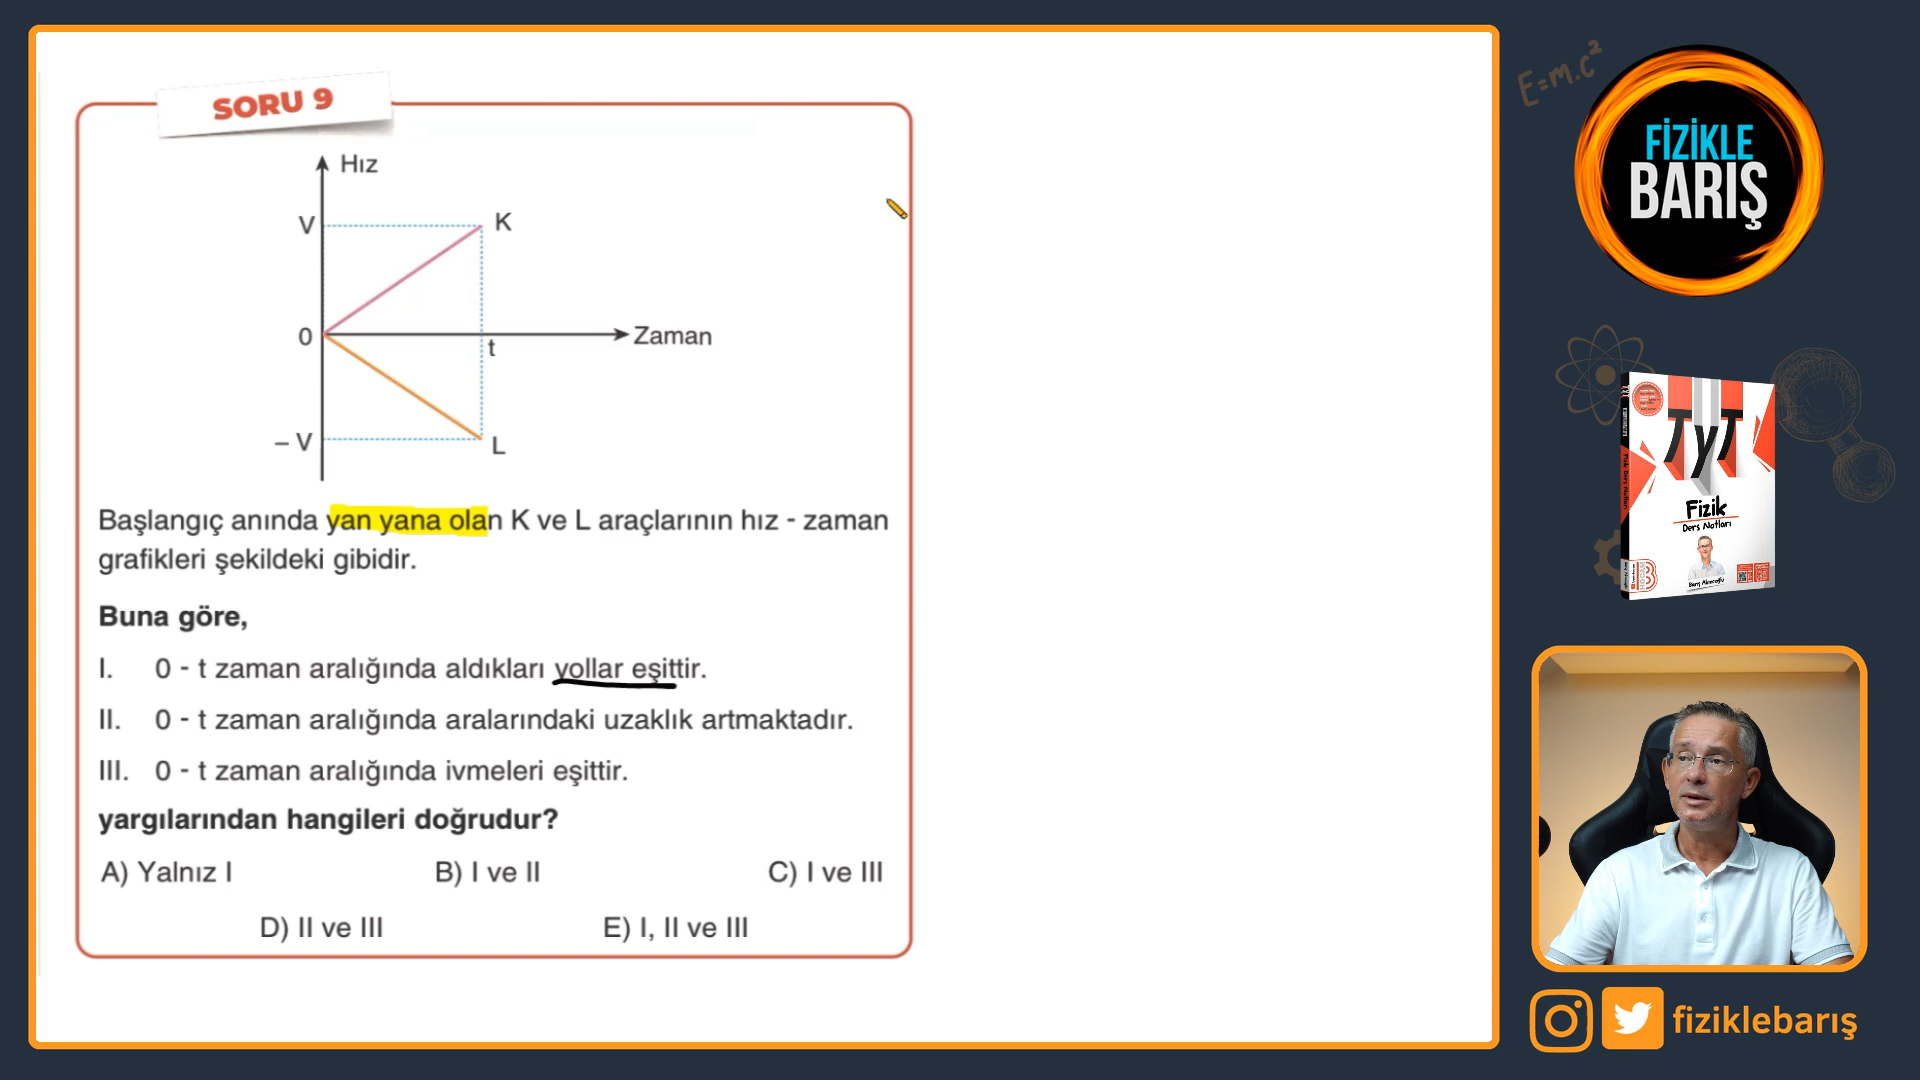 SORU 9
Hız
V
K
0
t
Zaman
– V
L
Başlangıç anında yan yana olan K ve L araçlarının hız - zaman
grafikleri şekildeki gibidir.
Buna göre,
I. 0 - t zaman aralığında aldıkları yollar eşittir.
II. 0 - t zaman aralığında aralarındaki uzaklık artmaktadır.
III. 0 - t zaman aralığında ivmeleri eşittir.
yargılarından hangileri doğrudur?
A) Yalnız I B) I ve II C) I ve III
D) II ve III E) I, II ve III
E=m.c²
FİZİKLE
BARIŞ
TYT
Fizik
Ders Notları
fiziklebarış